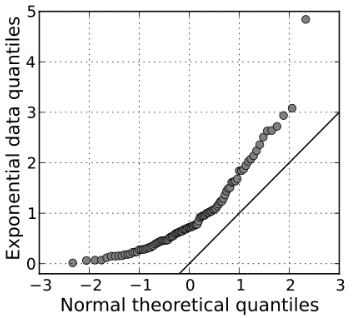 Exponential data quantiles
5
4
3
2
1
0
−3 −2 −1 0 1 2 3
Normal theoretical quantiles